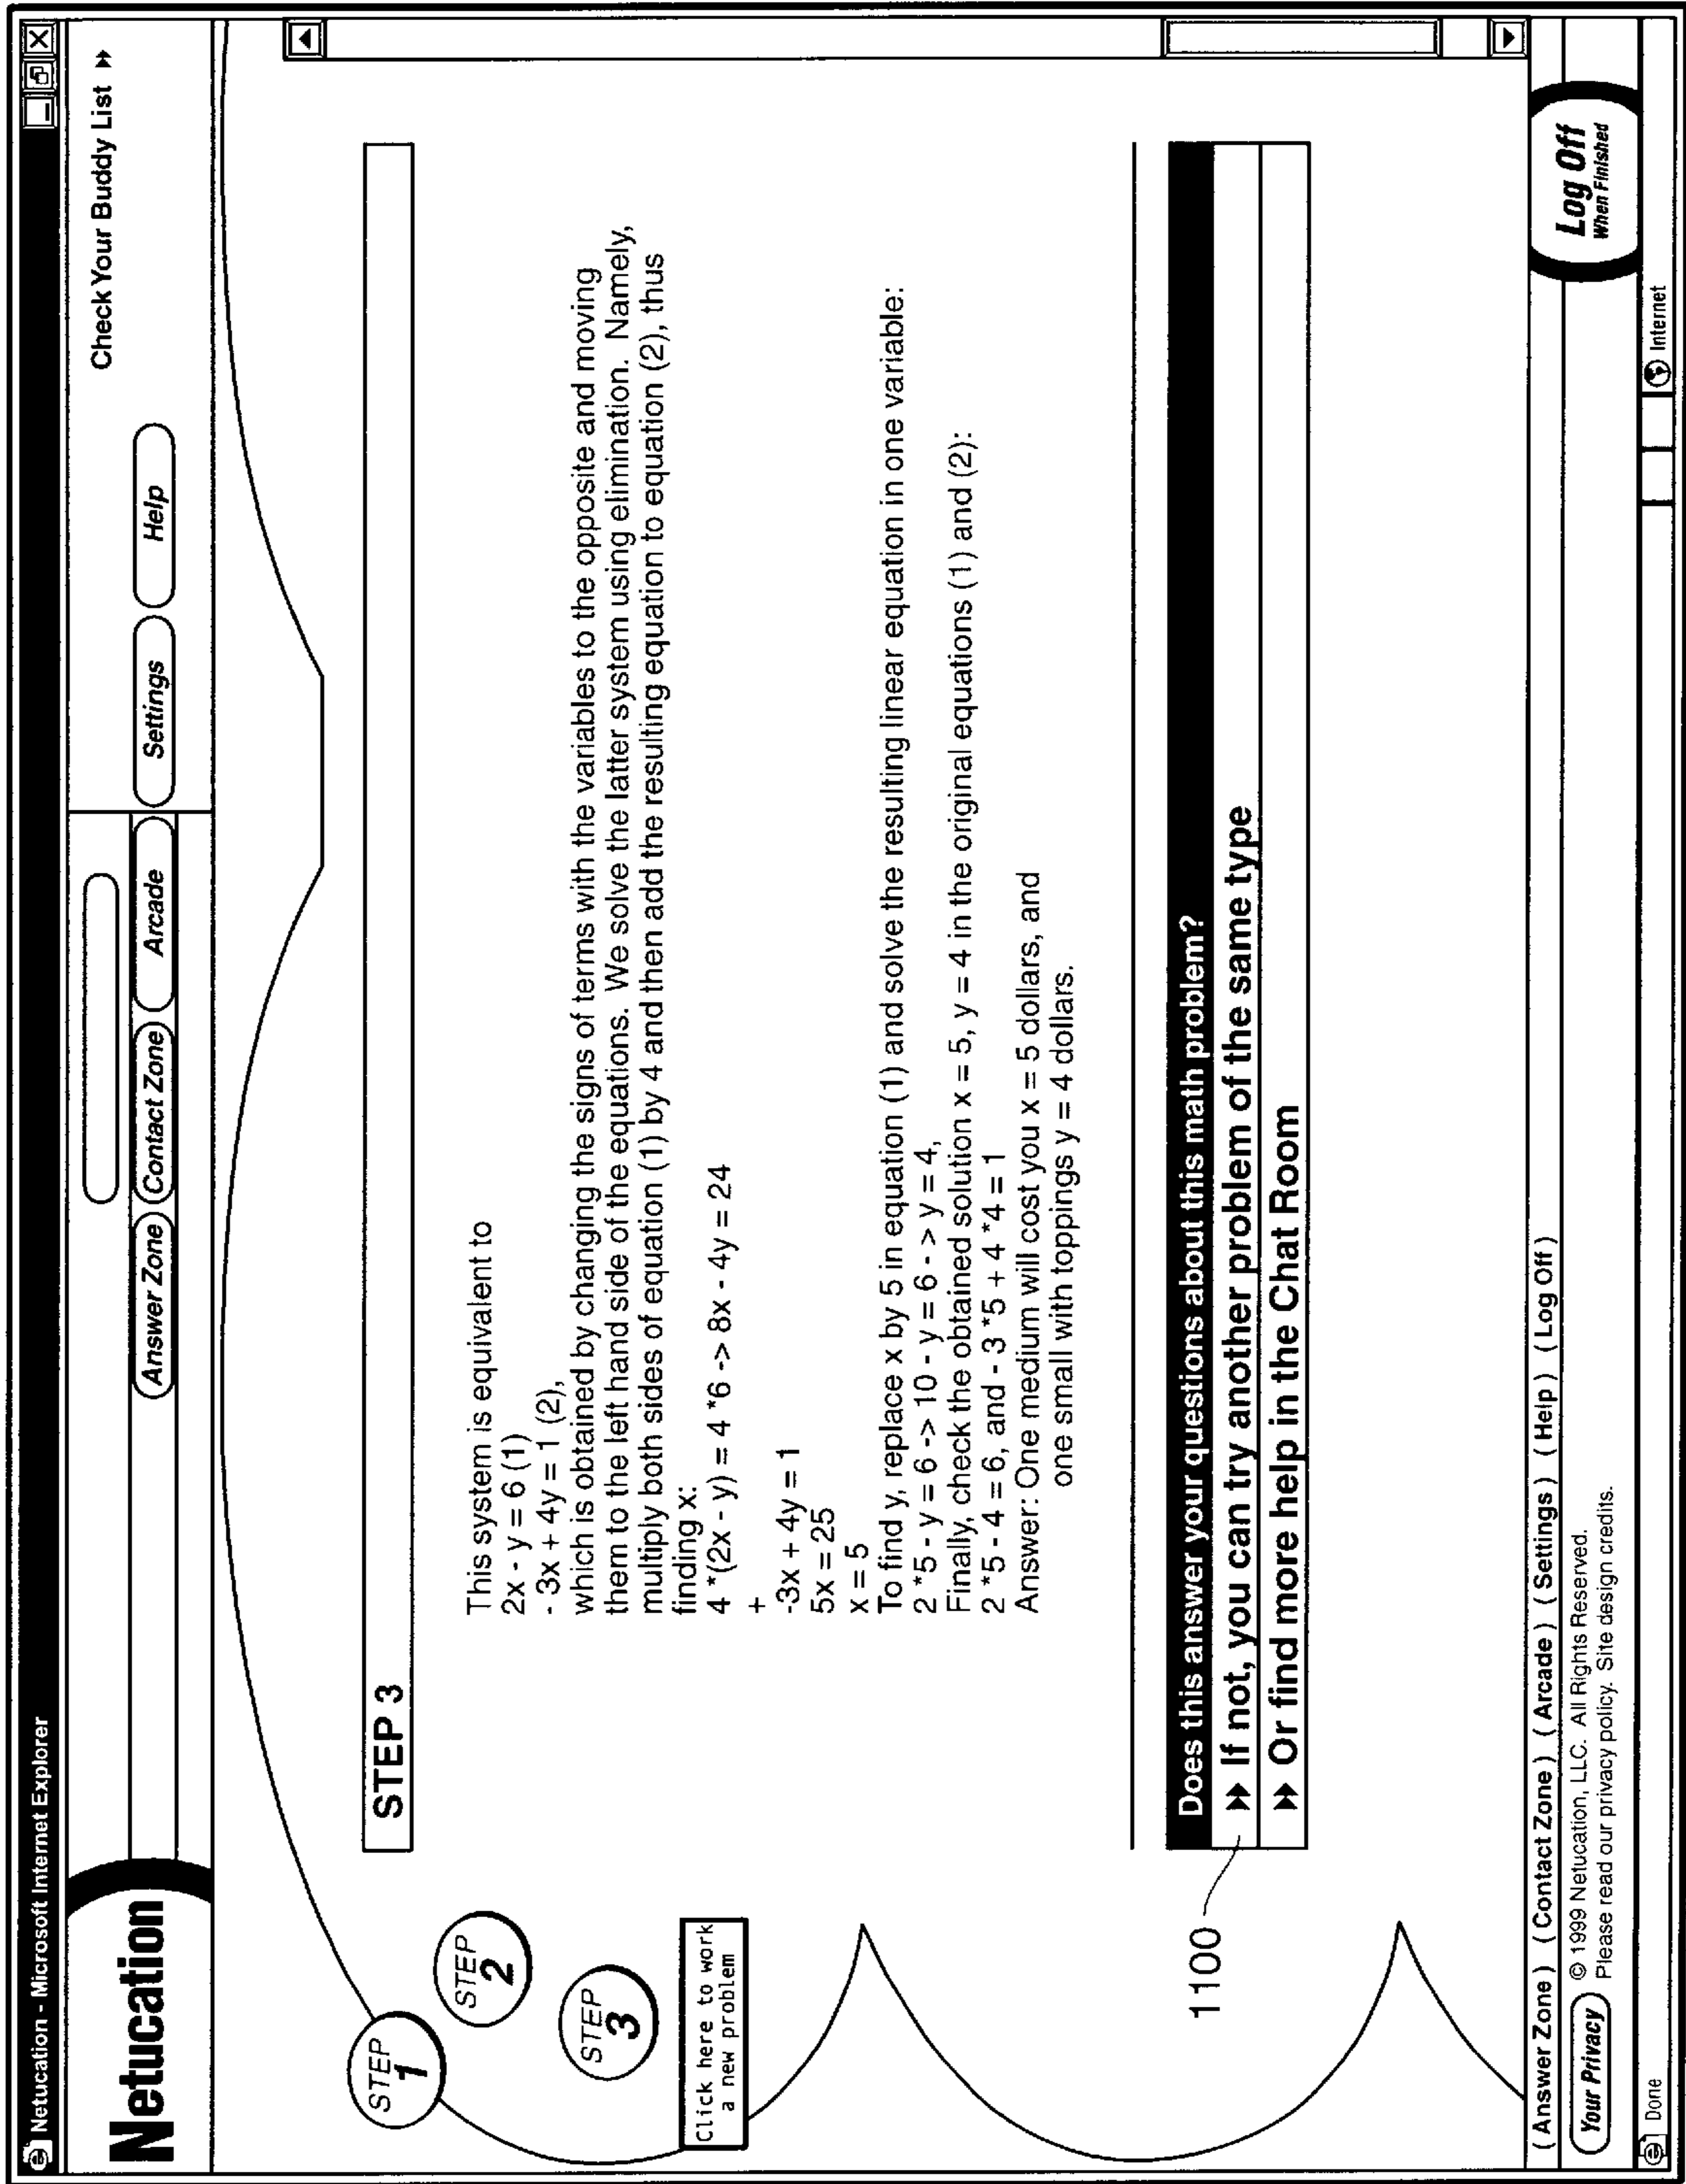 Netucation - Microsoft Internet Explorer
Netucation
Check Your Buddy List
Answer Zone
Contact Zone
Arcade
Settings
Help
STEP 1
STEP 2
STEP 3
Click here to work
a new problem
STEP 3
This system is equivalent to
2x - y = 6 (1)
- 3x + 4y = 1 (2),
which is obtained by changing the signs of terms with the variables to the opposite and moving
them to the left hand side of the equations. We solve the latter system using elimination. Namely,
multiply both sides of equation (1) by 4 and then add the resulting equation to equation (2), thus
finding x:
4 *(2x - y) = 4 *6 -> 8x - 4y = 24
+
-3x + 4y = 1
5x = 25
x = 5
To find y, replace x by 5 in equation (1) and solve the resulting linear equation in one variable:
2 *5 - y = 6 -> 10 - y = 6 - > y = 4,
Finally, check the obtained solution x = 5, y = 4 in the original equations (1) and (2):
2 *5 - 4 = 6, and - 3 *5 + 4 *4 = 1
Answer: One medium will cost you x = 5 dollars, and
one small with toppings y = 4 dollars.
Does this answer your questions about this math problem?
If not, you can try another problem of the same type
Or find more help in the Chat Room
1100
( Answer Zone ) ( Contact Zone ) ( Arcade ) ( Settings ) ( Help ) ( Log Off )
Your Privacy
© 1999 Netucation, LLC. All Rights Reserved.
Please read our privacy policy. Site design credits.
Log Off
When Finished
Done
Internet